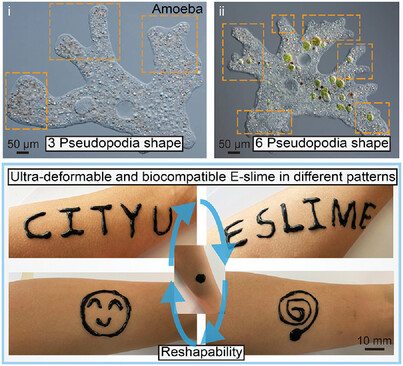 i
Amoeba
50 μm
3 Pseudopodia shape
ii
50 μm
6 Pseudopodia shape
Ultra-deformable and biocompatible E-slime in different patterns
CITYU
ESLIME
Reshapability
10 mm